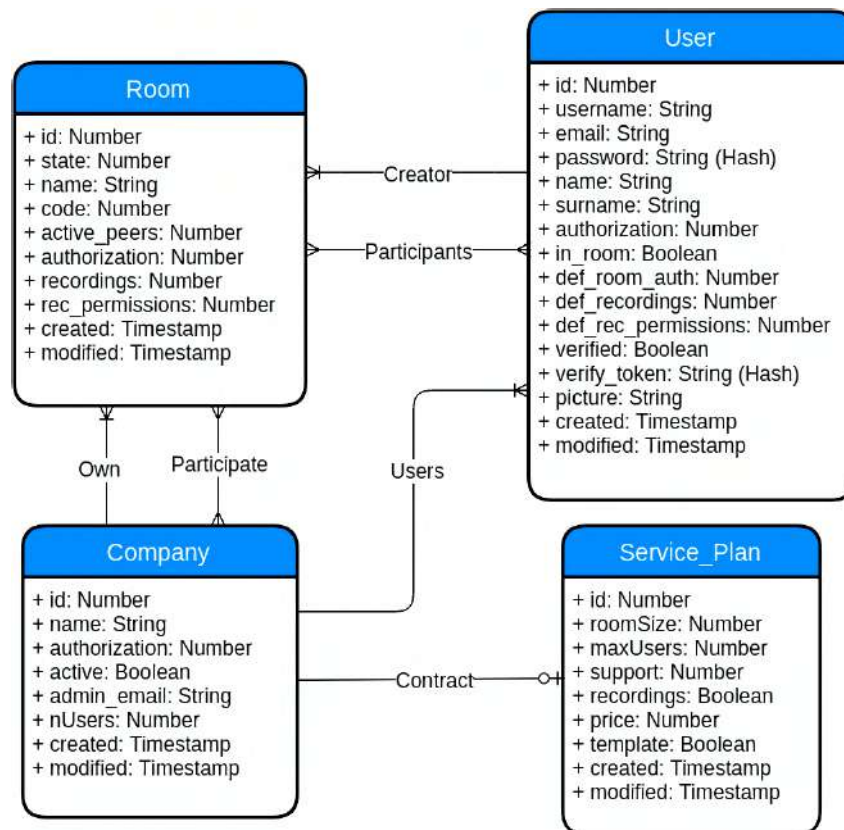 Room
+ id: Number
+ state: Number
+ name: String
+ code: Number
+ active_peers: Number
+ authorization: Number
+ recordings: Number
+ rec_permissions: Number
+ created: Timestamp
+ modified: Timestamp
User
+ id: Number
+ username: String
+ email: String
+ password: String (Hash)
+ name: String
+ surname: String
+ authorization: Number
+ in_room: Boolean
+ def_room_auth: Number
+ def_recordings: Number
+ def_rec_permissions: Number
+ verified: Boolean
+ verify_token: String (Hash)
+ picture: String
+ created: Timestamp
+ modified: Timestamp
Creator
Participants
Own
Participate
Users
Company
+ id: Number
+ name: String
+ authorization: Number
+ active: Boolean
+ admin_email: String
+ nUsers: Number
+ created: Timestamp
+ modified: Timestamp
Contract
Service_Plan
+ id: Number
+ roomSize: Number
+ maxUsers: Number
+ support: Number
+ recordings: Boolean
+ price: Number
+ template: Boolean
+ created: Timestamp
+ modified: Timestamp